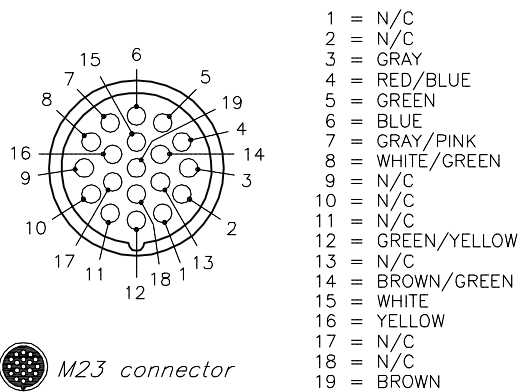 6
15
5
7
19
8
4
16
14
9
3
10
2
17
13
11
18
1
12
M23 connector
1 = N/C
2 = N/C
3 = GRAY
4 = RED/BLUE
5 = GREEN
6 = BLUE
7 = GRAY/PINK
8 = WHITE/GREEN
9 = N/C
10 = N/C
11 = N/C
12 = GREEN/YELLOW
13 = N/C
14 = BROWN/GREEN
15 = WHITE
16 = YELLOW
17 = N/C
18 = N/C
19 = BROWN